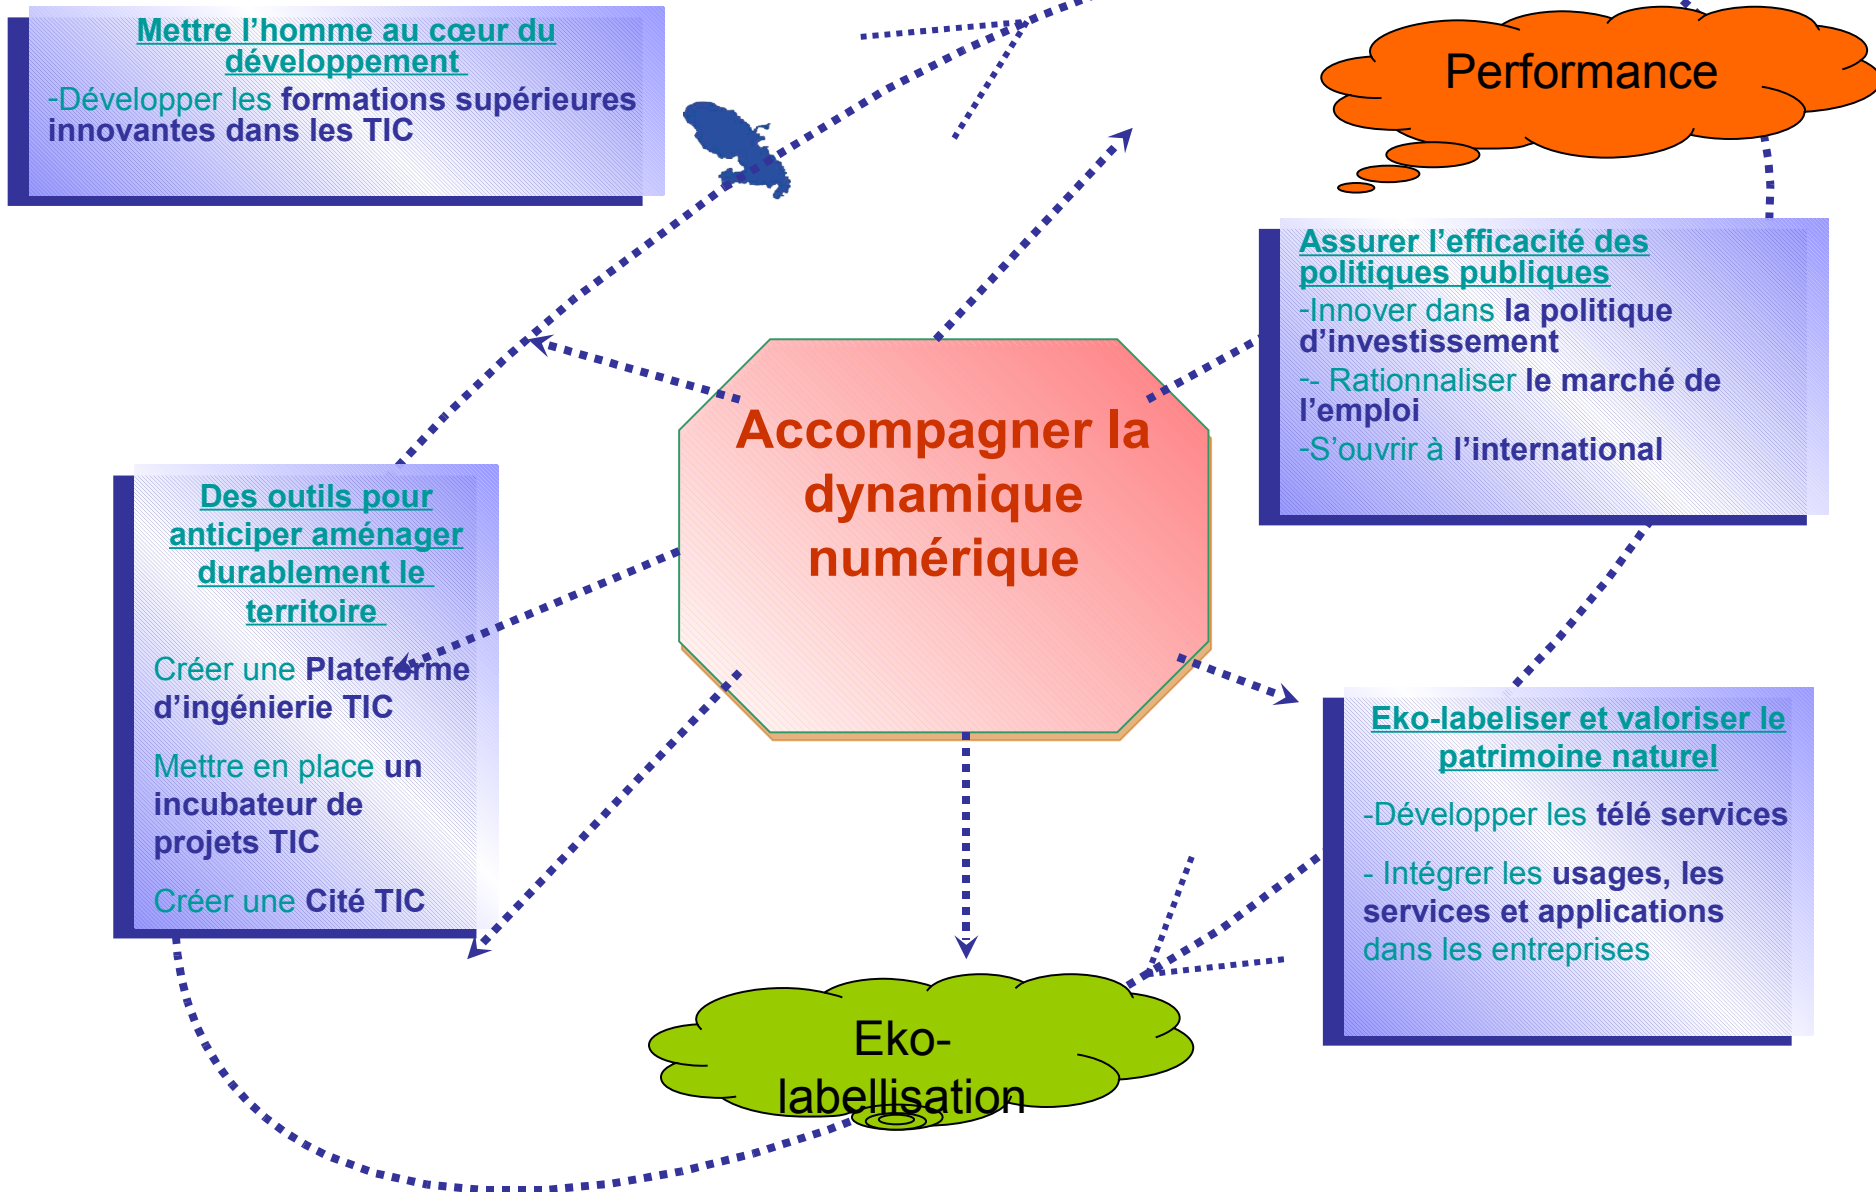 Mettre l’homme au cœur du
développement
-Développer les formations supérieures
innovantes dans les TIC
Performance
Assurer l’efficacité des
politiques publiques
-Innover dans la politique
d’investissement
-- Rationnaliser le marché de
l’emploi
-S’ouvrir à l’international
Accompagner la
dynamique
numérique
Des outils pour
anticiper aménager
durablement le
territoire
Créer une Plateforme
d’ingénierie TIC
Mettre en place un
incubateur de
projets TIC
Créer une Cité TIC
Eko-labeliser et valoriser le
patrimoine naturel
-Développer les télé services
- Intégrer les usages, les
services et applications
dans les entreprises
Eko-
labellisation